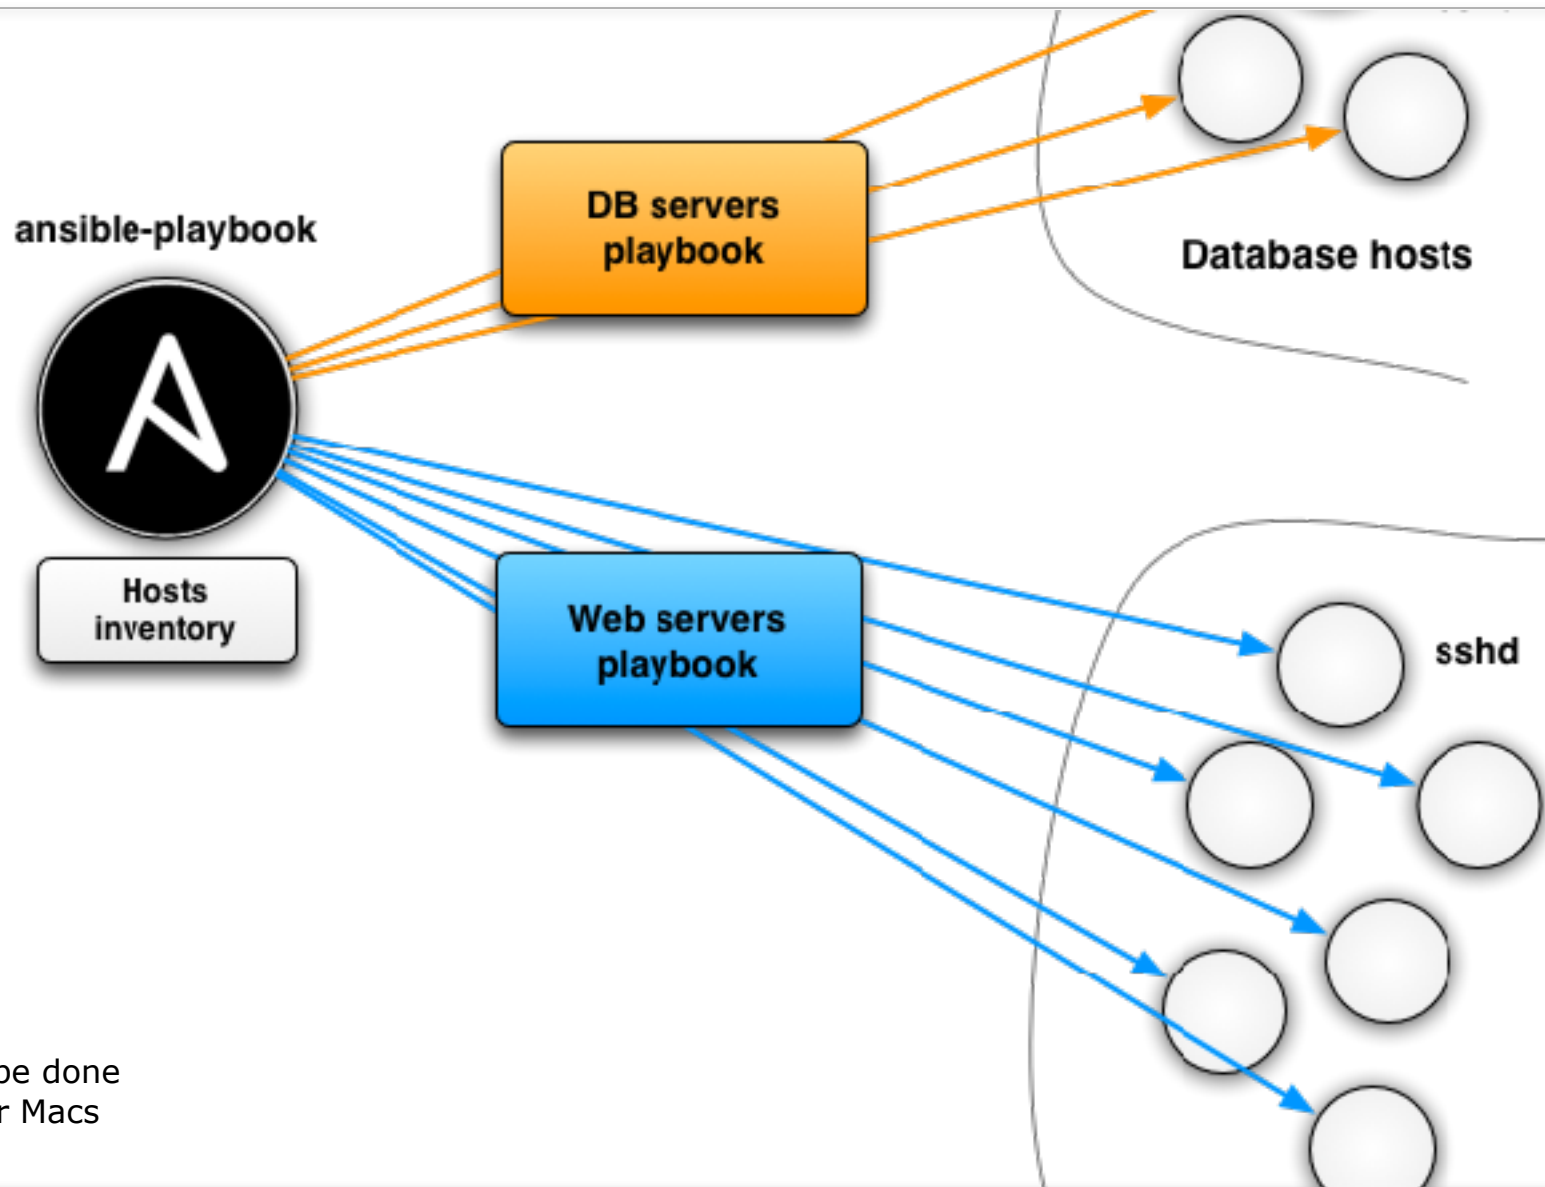 ansible-playbook
DB servers
playbook
Database hosts
Hosts
inventory
Web servers
playbook
sshd
be done
r Macs